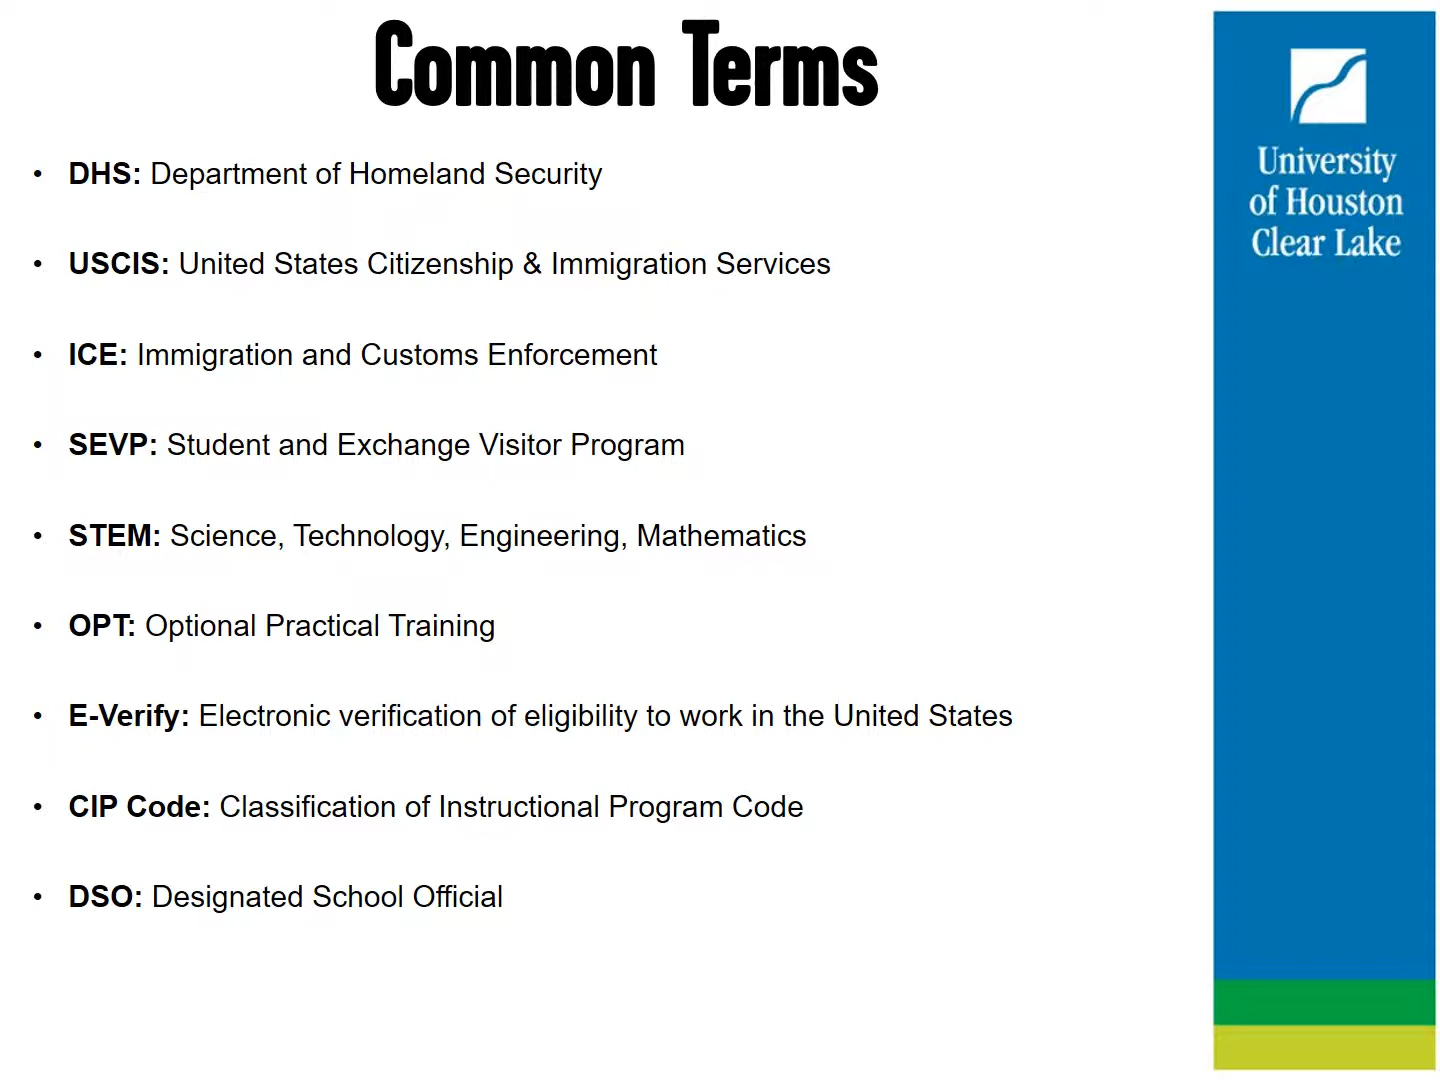 Common Terms
• DHS: Department of Homeland Security
• USCIS: United States Citizenship & Immigration Services
• ICE: Immigration and Customs Enforcement
• SEVP: Student and Exchange Visitor Program
• STEM: Science, Technology, Engineering, Mathematics
• OPT: Optional Practical Training
• E-Verify: Electronic verification of eligibility to work in the United States
• CIP Code: Classification of Instructional Program Code
• DSO: Designated School Official
University
of Houston
Clear Lake